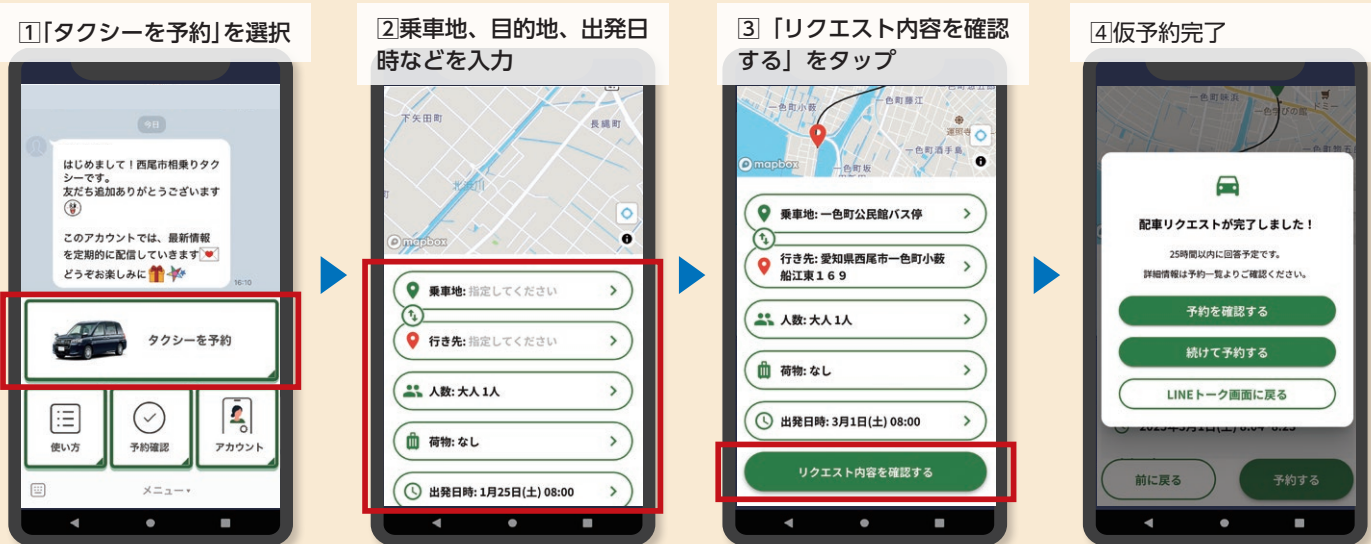 ①「タクシーを予約」を選択
今日
はじめまして!西尾市相乗りタク
シーです。
友だち追加ありがとうございます
このアカウントでは、最新情報
を定期的に配信していきます💌
どうぞお楽しみに🎁
16:10
タクシーを予約
使い方
予約確認
アカウント
メニュー▾
②乗車地、目的地、出発日
時などを入力
下矢田町
長縄町
北浜川
mapbox
乗車地: 指定してください
行き先: 指定してください
人数: 大人 1人
荷物: なし
出発日時: 1月25日(土) 08:00
③「リクエスト内容を確認
する」をタップ
一色町小薮
一色町藤江
一色町酒手島
mapbox
一色町坂
乗車地: 一色町公民館バス停
行き先: 愛知県西尾市一色町小薮
船江東169
人数: 大人 1人
荷物: なし
出発日時: 3月1日(土) 08:00
リクエスト内容を確認する
④仮予約完了
一色町味浜
一色学びの館
ドミー
配車リクエストが完了しました!
25時間以内に回答予定です。
詳細情報は予約一覧よりご確認ください。
予約を確認する
続けて予約する
LINEトーク画面に戻る
前に戻る
予約する